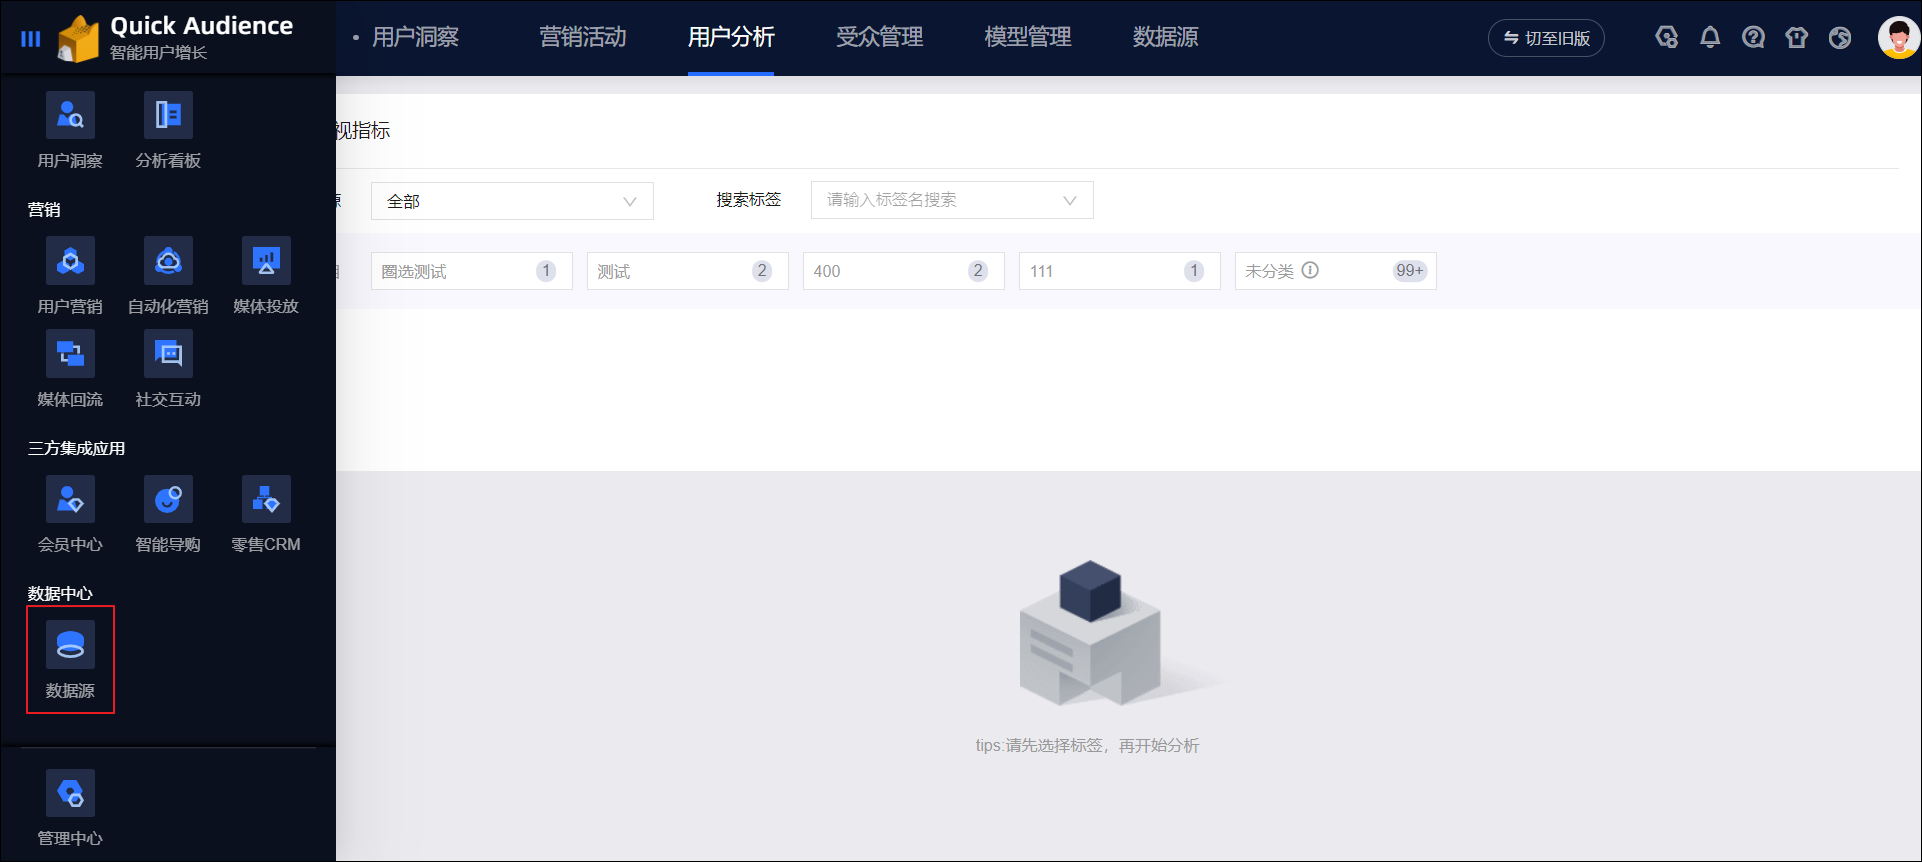 Quick Audience
智能用户增长
用户洞察
营销活动
用户分析
受众管理
模型管理
数据源
切至旧版
用户洞察
分析看板
营销
用户营销
自动化营销
媒体投放
媒体回流
社交互动
三方集成应用
会员中心
智能导购
零售CRM
数据中心
数据源
管理中心
视指标
全部
搜索标签
请输入标签名搜索
圈选测试
1
测试
2
400
2
111
1
未分类
99+
tips:请先选择标签，再开始分析